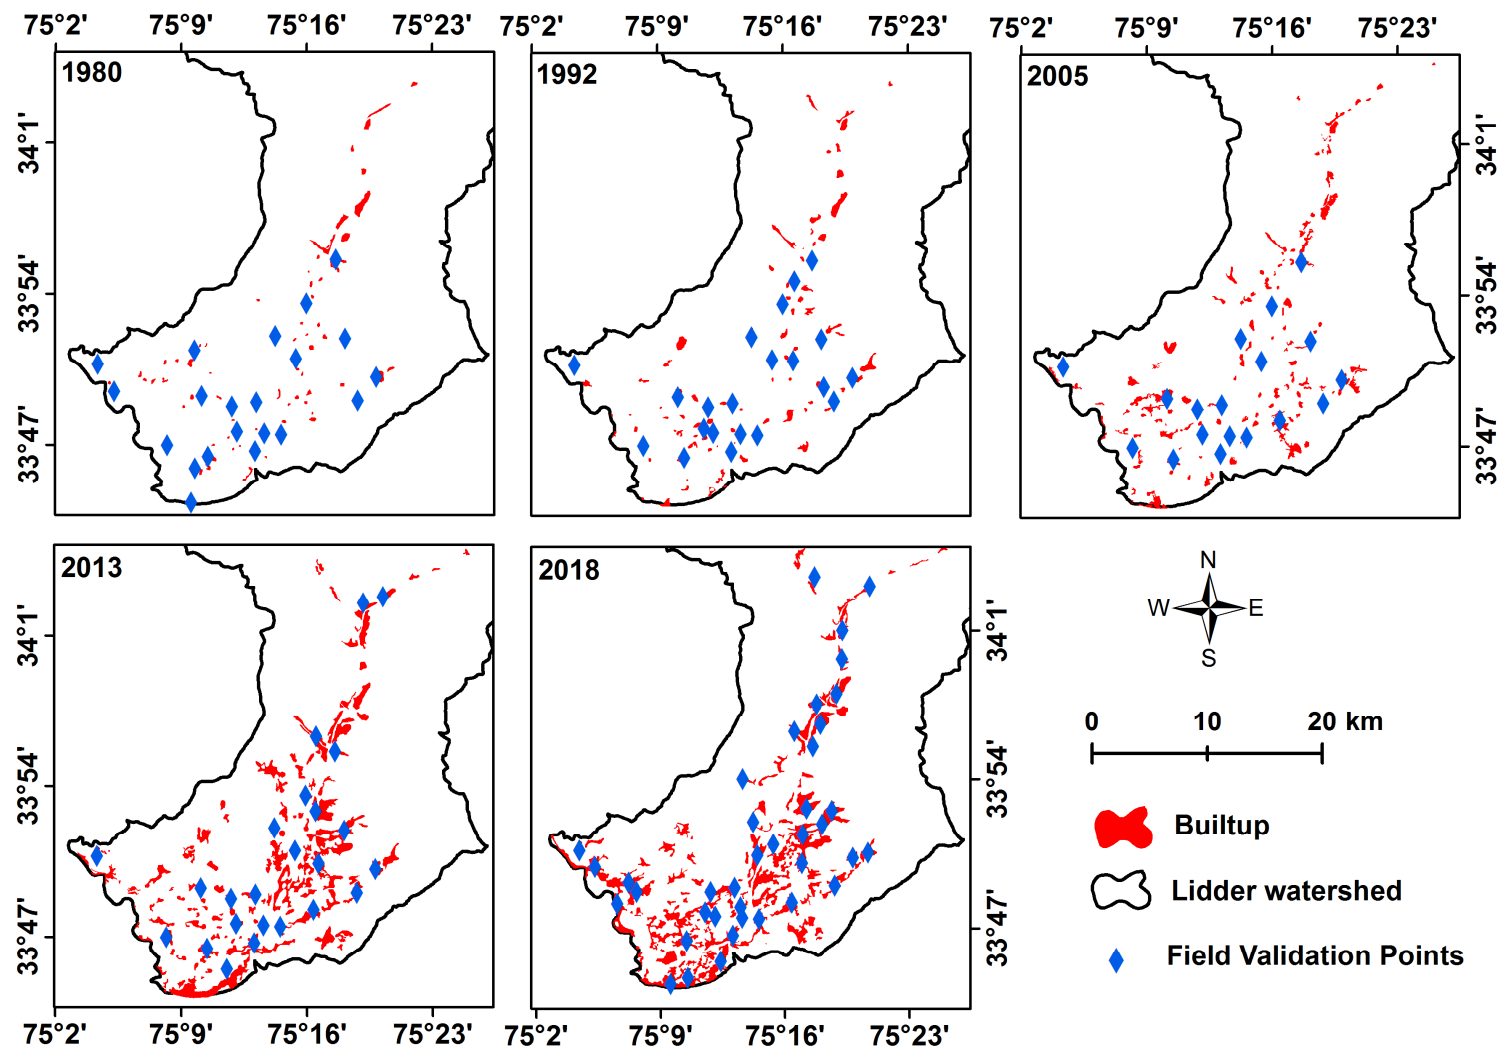 75°2' 75°9' 75°16' 75°23' 75°2' 75°9' 75°16' 75°23' 75°2' 75°9' 75°16' 75°23'
1980 1992 2005
34°1' 34°1'
33°54' 33°54'
33°47' 33°47'
2013 2018
N
W E
S
34°1' 34°1'
0 10 20 km
33°54' 33°54'
Builtup
Lidder watershed
33°47' 33°47'
Field Validation Points
75°2' 75°9' 75°16' 75°23' 75°2' 75°9' 75°16' 75°23'